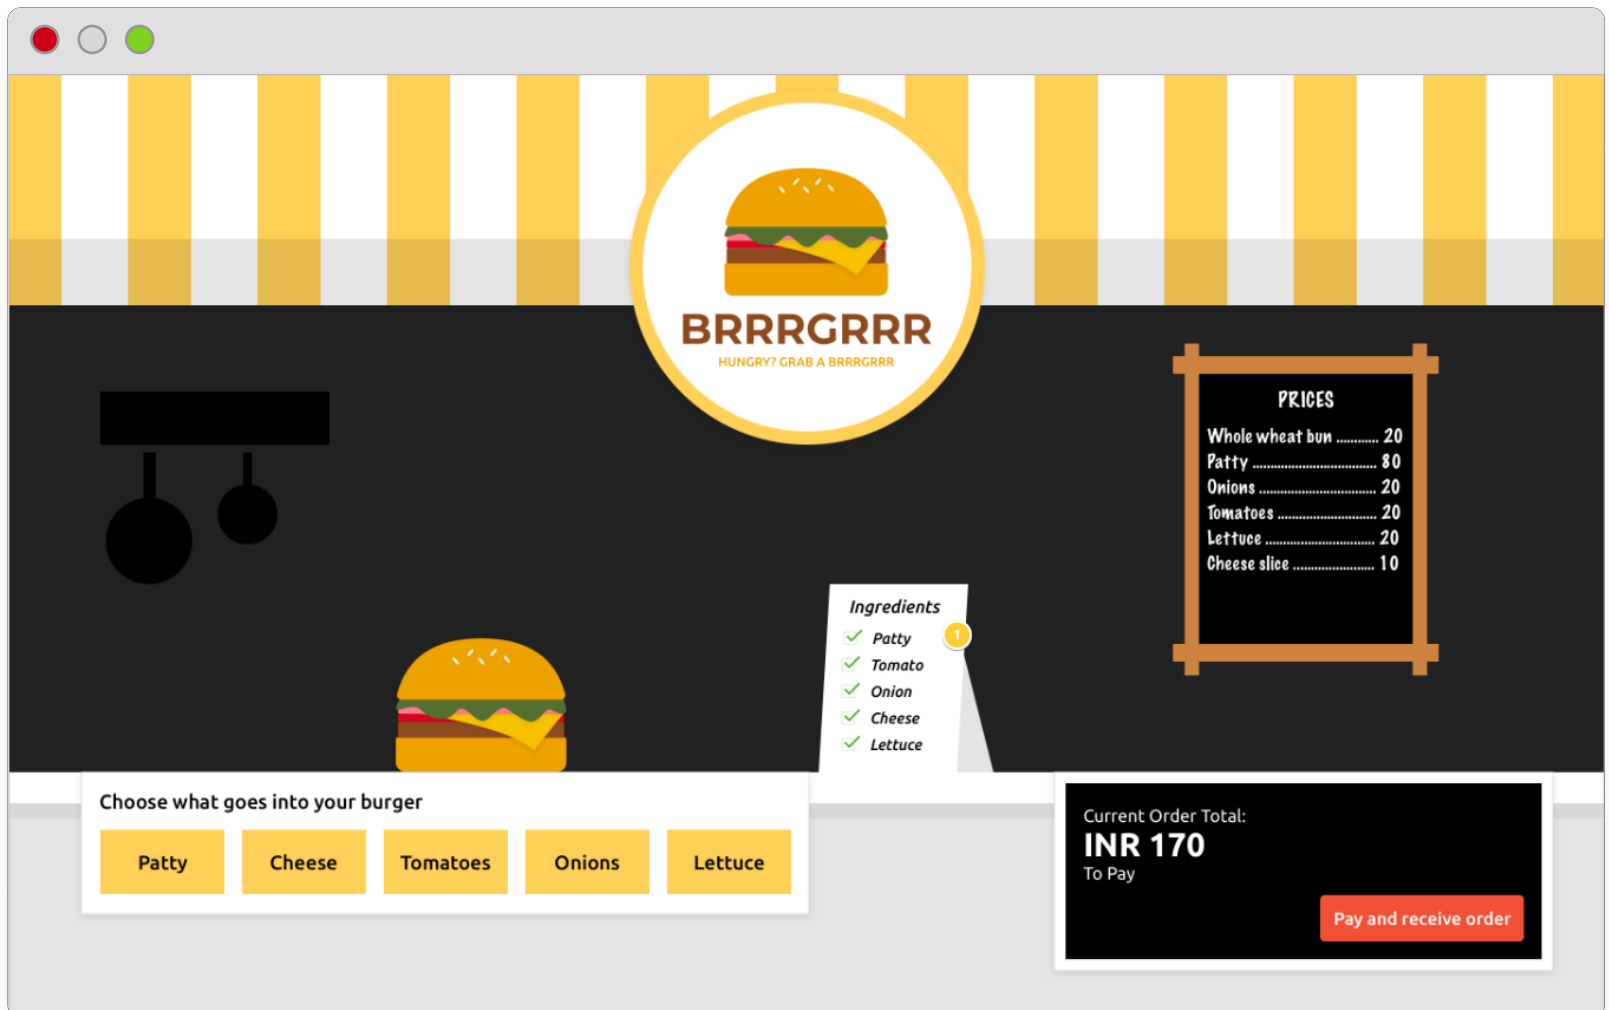 BRRRGRRR
HUNGRY? GRAB A BRRRGRRR
PRICES
Whole wheat bun ............ 20
Patty ................................... 80
Onions ................................. 20
Tomatoes ............................ 20
Lettuce ............................... 20
Cheese slice ....................... 10
Ingredients
Patty
1
Tomato
Onion
Cheese
Lettuce
Choose what goes into your burger
Patty
Cheese
Tomatoes
Onions
Lettuce
Current Order Total:
INR 170
To Pay
Pay and receive order